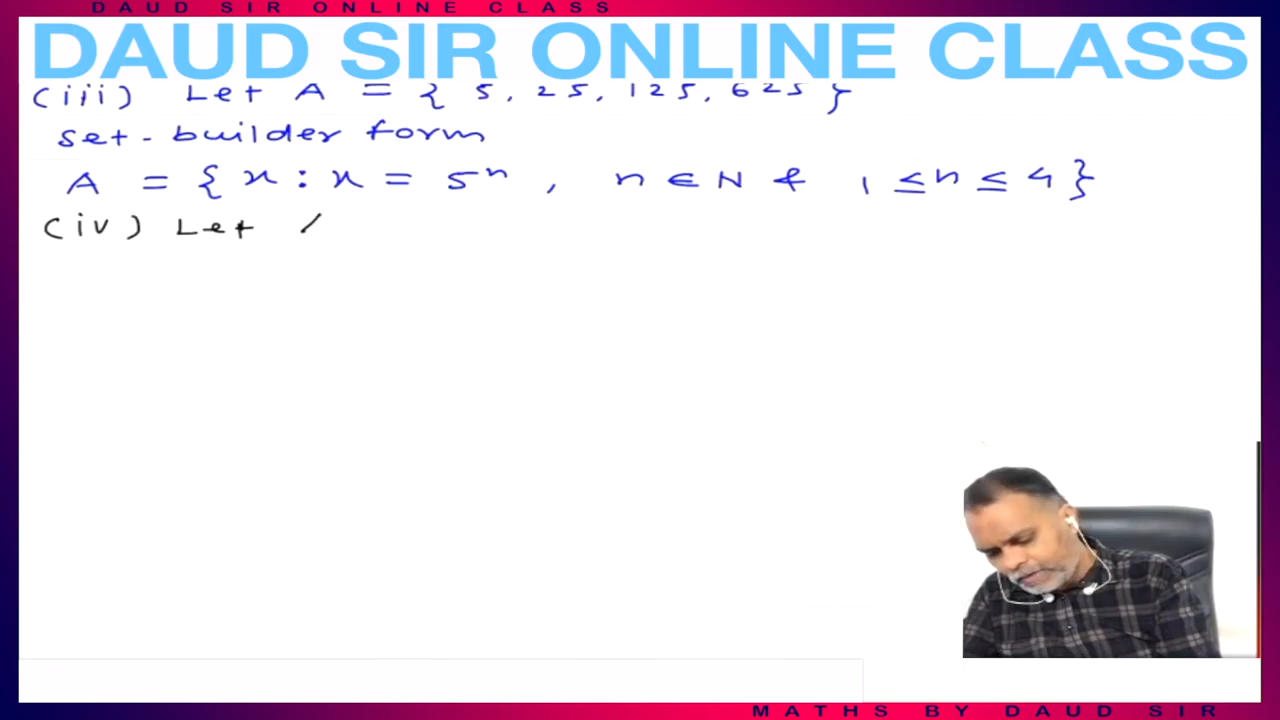 DAUD SIR ONLINE CLASS
DAUD SIR ONLINE CLASS
(iii) Let A = { 5, 25, 125, 625 }
set-builder form
A = { x : x = 5ⁿ , n ∈ N & 1 ≤ n ≤ 4 }
(iv) Let
MATHS BY DAUD SIR